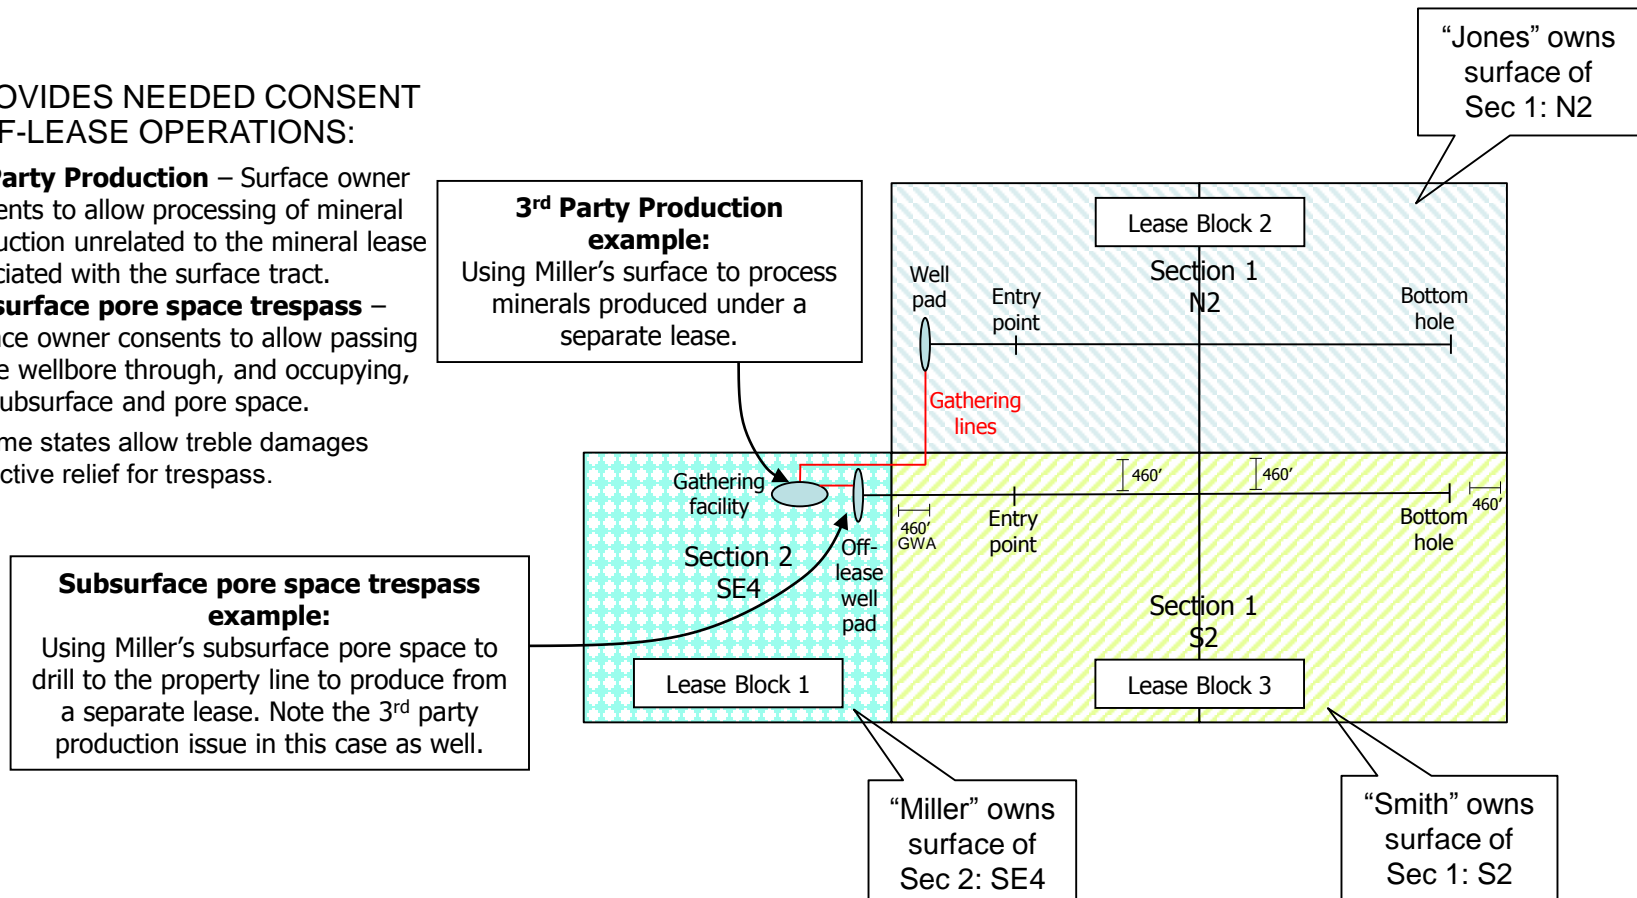 OVIDES NEEDED CONSENT
F-LEASE OPERATIONS:
Party Production – Surface owner
ents to allow processing of mineral
uction unrelated to the mineral lease
ciated with the surface tract.
surface pore space trespass –
ace owner consents to allow passing
e wellbore through, and occupying,
ubsurface and pore space.
me states allow treble damages
ctive relief for trespass.
3rd Party Production
example:
Using Miller’s surface to process
minerals produced under a
separate lease.
Subsurface pore space trespass
example:
Using Miller’s subsurface pore space to
drill to the property line to produce from
a separate lease. Note the 3rd party
production issue in this case as well.
“Jones” owns
surface of
Sec 1: N2
Lease Block 2
Section 1
N2
Well
pad
Entry
point
Bottom
hole
Gathering
lines
Gathering
facility
Section 2
SE4
Off-
lease
well
pad
Lease Block 1
460’
GWA
Entry
point
460’
460’
460’
Bottom
hole
Section 1
S2
Lease Block 3
“Miller” owns
surface of
Sec 2: SE4
“Smith” owns
surface of
Sec 1: S2